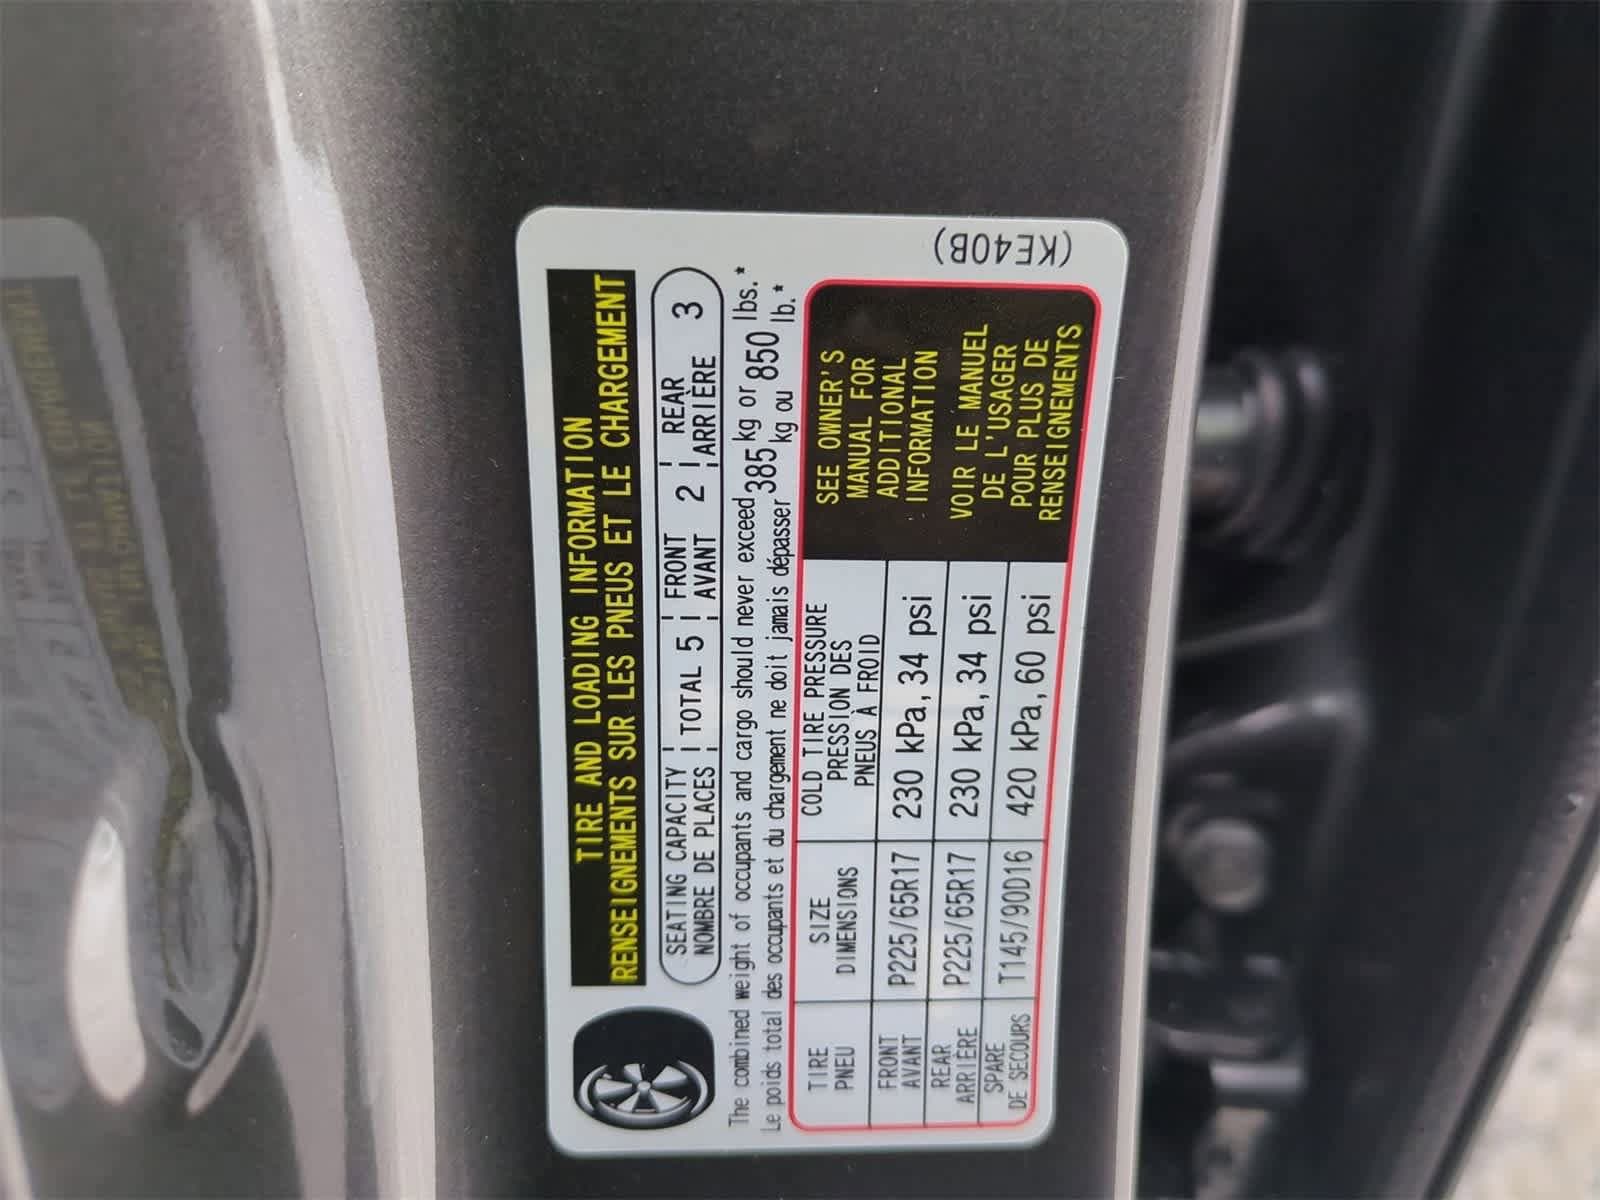 TIRE AND LOADING INFORMATION
RENSEIGNEMENTS SUR LES PNEUS ET LE CHARGEMENT
SEATING CAPACITY TOTAL 5 FRONT 2 REAR 3
NOMBRE DE PLACES AVANT ARRIÈRE
The combined weight of occupants and cargo should never exceed 385 kg or 850 lbs.*
Le poids total des occupants et du chargement ne doit jamais dépasser kg ou lb.*
TIRE SIZE COLD TIRE PRESSURE
PNEU DIMENSIONS PRESSION DES
PNEUS À FROID
FRONT
AVANT P225/65R17 230 kPa, 34 psi
REAR
ARRIÈRE P225/65R17 230 kPa, 34 psi
SPARE
DE SECOURS T145/90D16 420 kPa, 60 psi
SEE OWNER'S
MANUAL FOR
ADDITIONAL
INFORMATION
VOIR LE MANUEL
DE L'USAGER
POUR PLUS DE
RENSEIGNEMENTS
(KE40B)